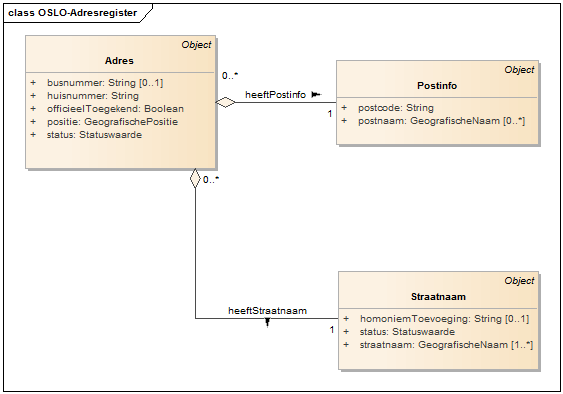 class OSLO-Adresregister
Object
Adres
+ busnummer: String [0..1]
+ huisnummer: String
+ officieelToegekend: Boolean
+ positie: GeografischePositie
+ status: Statuswaarde
0..*
heeftPostinfo
1
Object
Postinfo
+ postcode: String
+ postnaam: GeografischeNaam [0..*]
0..*
heeftStraatnaam
1
Object
Straatnaam
+ homoniemToevoeging: String [0..1]
+ status: Statuswaarde
+ straatnaam: GeografischeNaam [1..*]